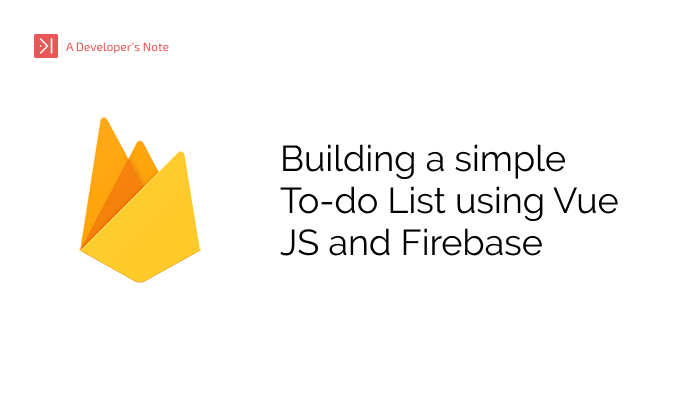 A Developer's Note
Building a simple
To-do List using Vue
JS and Firebase